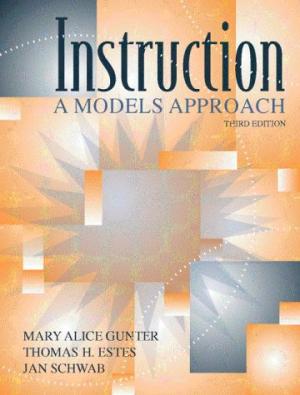 Instruction
A MODELS APPROACH
THIRD EDITION
MARY ALICE GUNTER
THOMAS H. ESTES
JAN SCHWAB